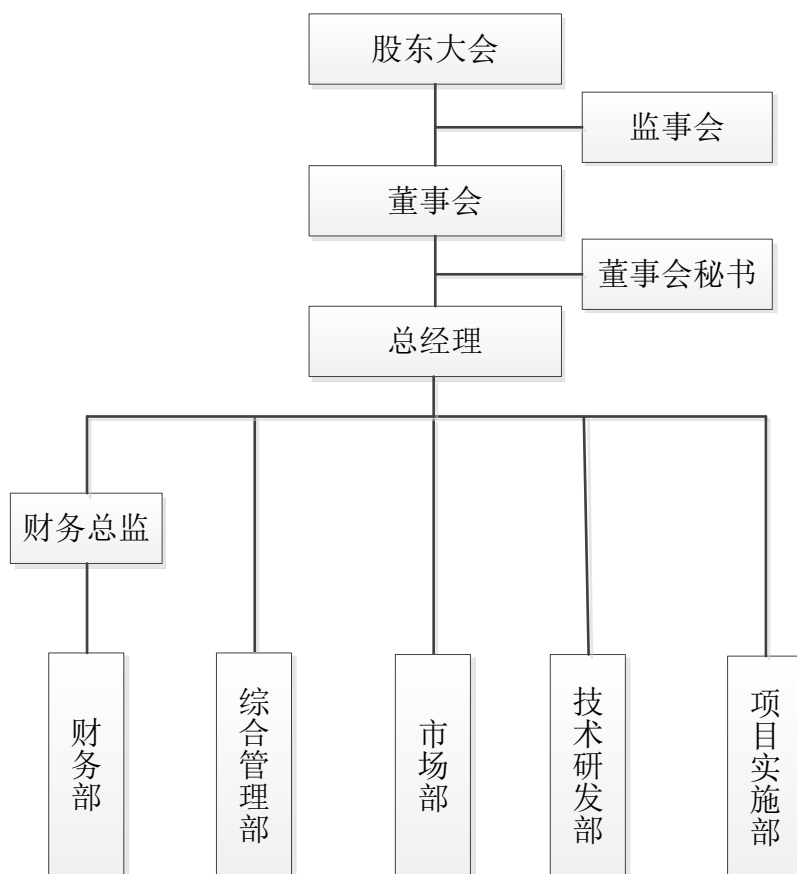 股东大会
监事会
董事会
董事会秘书
总经理
财务总监
财务部
综合管理部
市场部
技术研发部
项目实施部